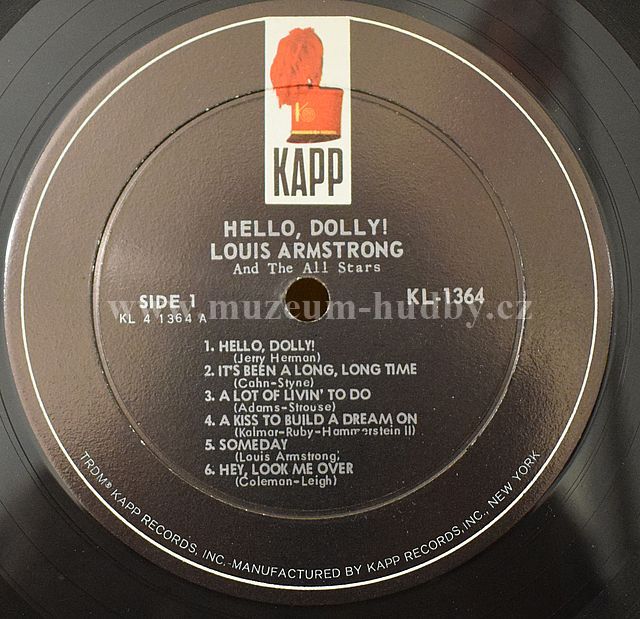 KAPP
HELLO, DOLLY!
LOUIS ARMSTRONG
And The All Stars
SIDE 1
KL 4 1364 A
KL-1364
www.muzeum-hudby.cz
1. HELLO, DOLLY!
(Jerry Herman)
2. IT'S BEEN A LONG, LONG TIME
(Cahn-Styne)
3. A LOT OF LIVIN' TO DO
(Adams-Strouse)
4. A KISS TO BUILD A DREAM ON
(Kalmar-Ruby-Hammerstein II)
5. SOMEDAY
(Louis Armstrong)
6. HEY, LOOK ME OVER
(Coleman-Leigh)
TRDM® KAPP RECORDS, INC.-MANUFACTURED BY KAPP RECORDS, INC., NEW YORK